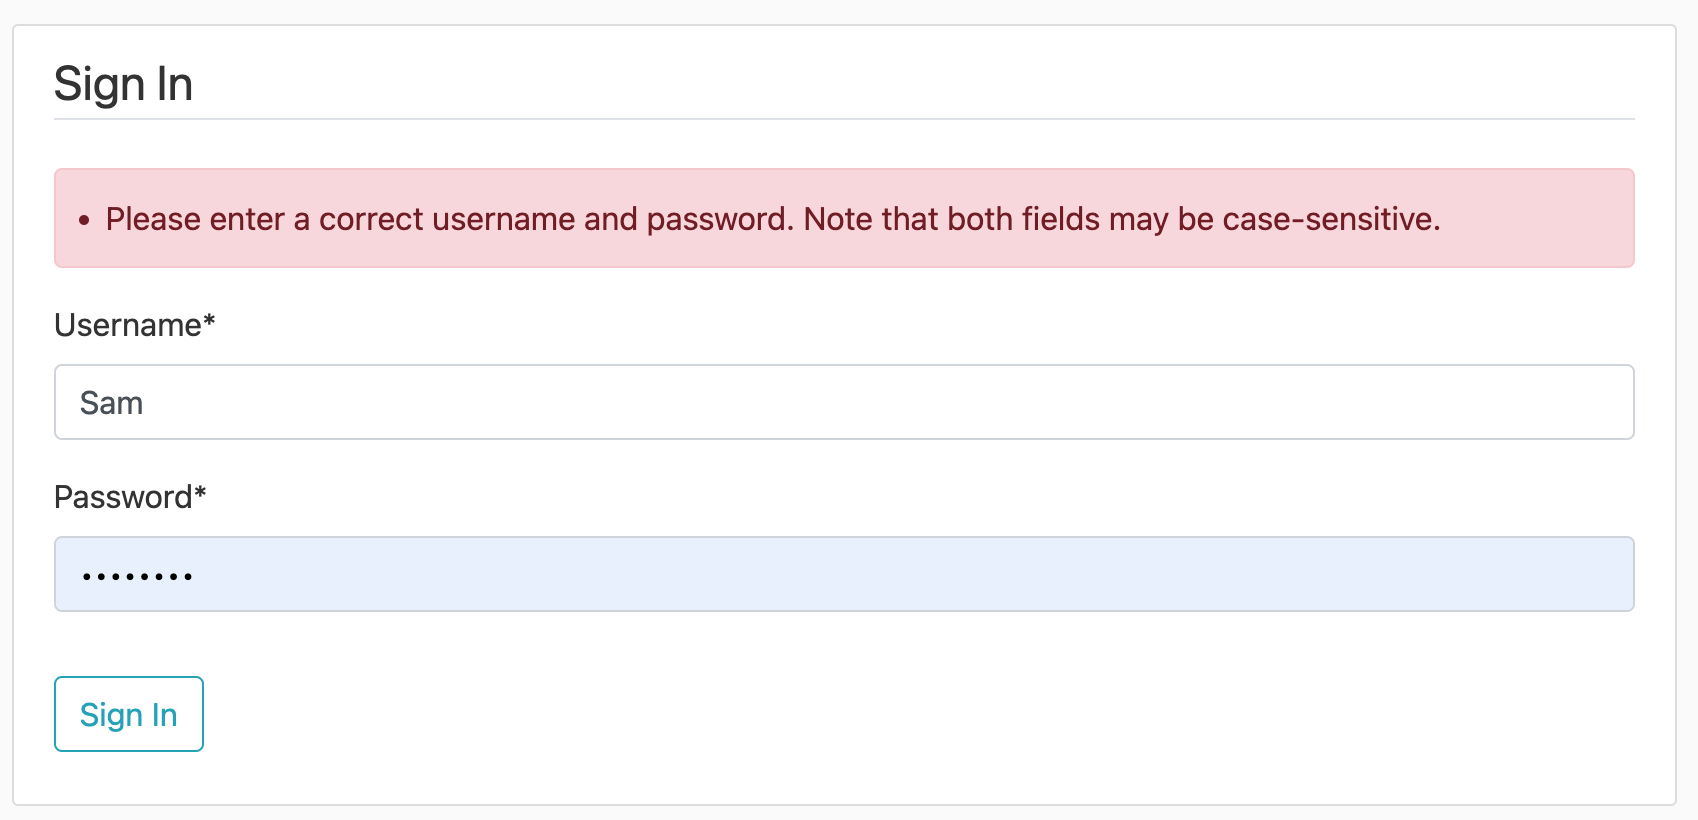 Sign In
• Please enter a correct username and password. Note that both fields may be case-sensitive.
Username*
Sam
Password*
••••••••
Sign In